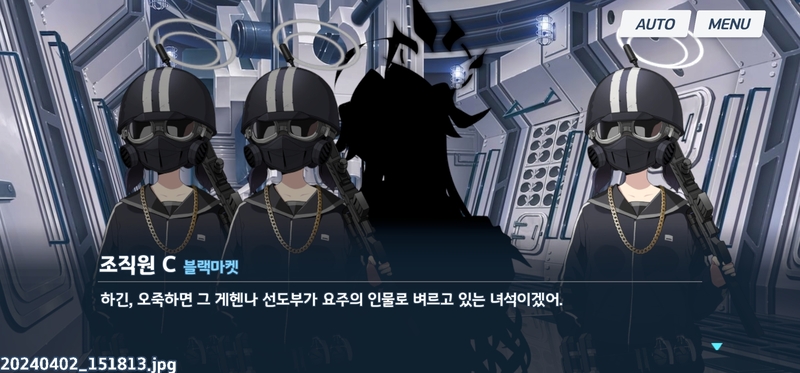 AUTO MENU
조직원 C 블랙마켓
하긴, 오죽하면 그 게헨나 선도부가 요주의 인물로 벼르고 있는 녀석이겠어.
20240402_151813.jpg